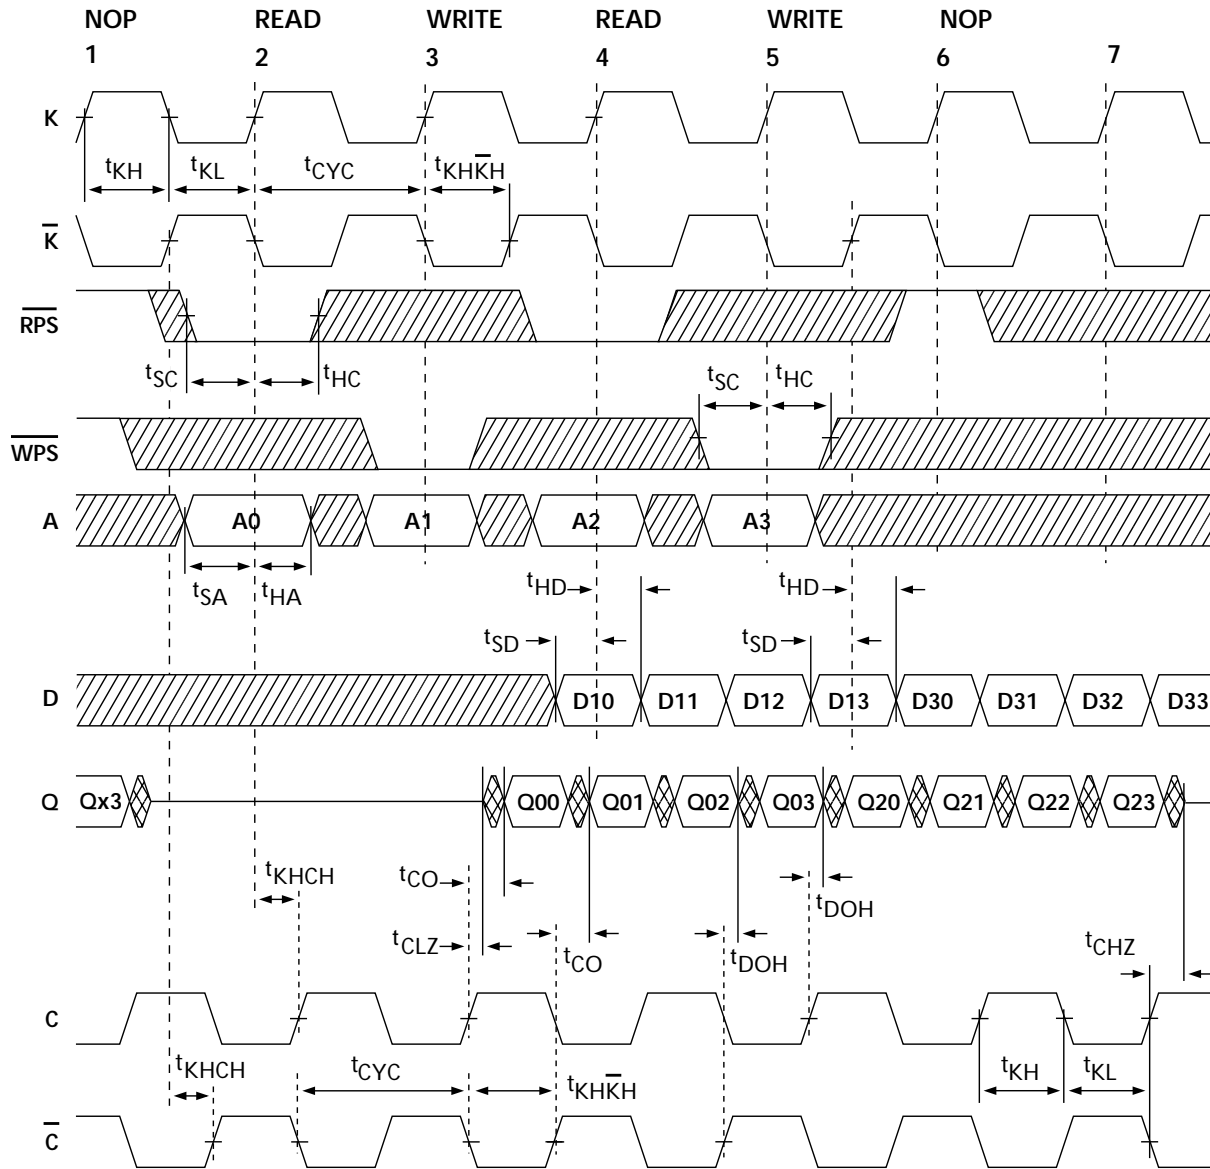 NOP READ WRITE READ WRITE NOP
1 2 3 4 5 6 7
K
tKH tKL tCYC tKHK̅H
K̅
R̅P̅S̅
tSC tHC tSC tHC
W̅P̅S̅
A A0 A1 A2 A3
tSA tHA tHD tHD
tSD tSD
D D10 D11 D12 D13 D30 D31 D32 D33
Q Qx3 Q00 Q01 Q02 Q03 Q20 Q21 Q22 Q23
tKHCH tCO tDOH
tCLZ tCO tDOH tCHZ
C
tKHCH tCYC tKHK̅H tKH tKL
C̅